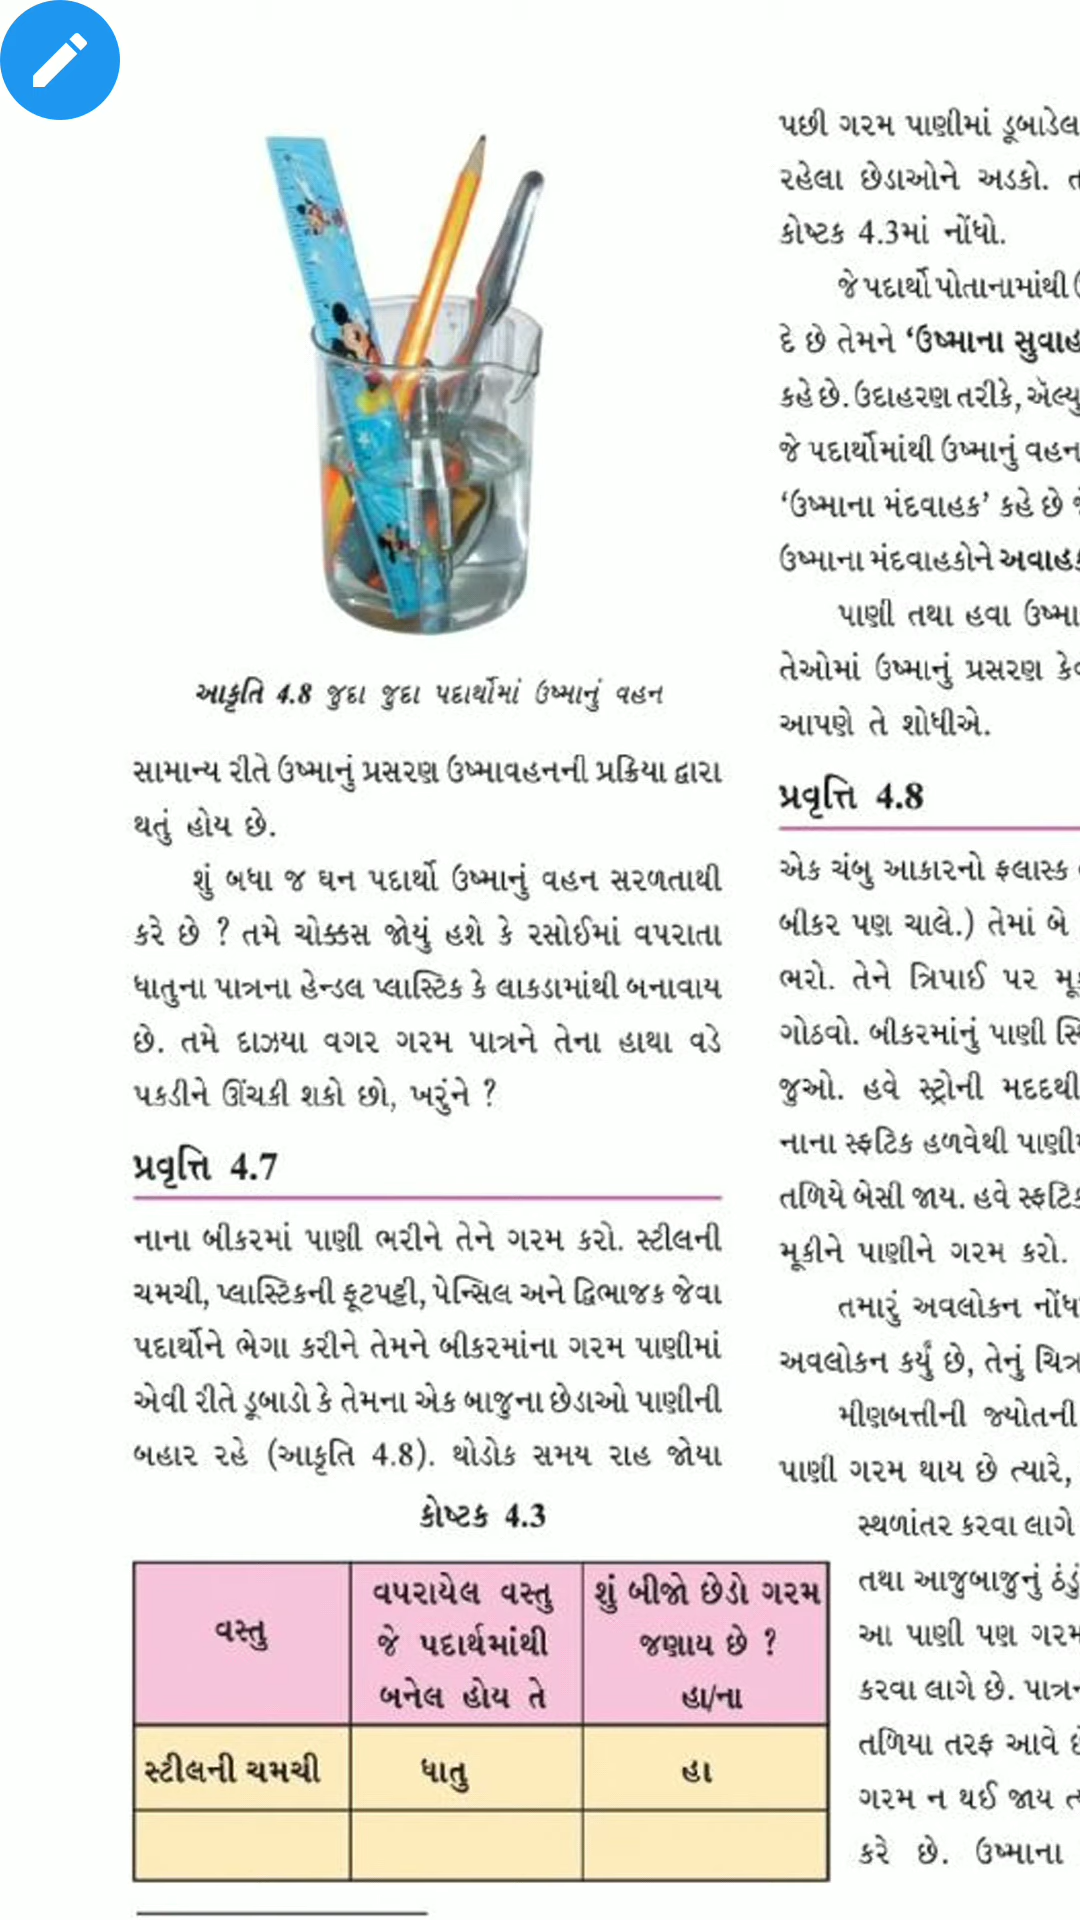 આકૃતિ 4.8 જુદા જુદા પદાર્થોમાં ઉષ્માનું વહન
સામાન્ય રીતે ઉષ્માનું પ્રસરણ ઉષ્માવહનની પ્રક્રિયા દ્વારા
થતું હોય છે.
શું બધા જ ઘન પદાર્થો ઉષ્માનું વહન સરળતાથી
કરે છે ? તમે ચોક્કસ જોયું હશે કે રસોઈમાં વપરાતા
ધાતુના પાત્રના હેન્ડલ પ્લાસ્ટિક કે લાકડામાંથી બનાવાય
છે. તમે દાઝયા વગર ગરમ પાત્રને તેના હાથા વડે
પકડીને ઊંચકી શકો છો, ખરુંને ?
પ્રવૃત્તિ 4.7
નાના બીકરમાં પાણી ભરીને તેને ગરમ કરો. સ્ટીલની
ચમચી, પ્લાસ્ટિકની ફૂટપટ્ટી, પેન્સિલ અને દ્વિભાજક જેવા
પદાર્થોને ભેગા કરીને તેમને બીકરમાંના ગરમ પાણીમાં
એવી રીતે ડૂબાડો કે તેમના એક બાજુના છેડાઓ પાણીની
બહાર રહે (આકૃતિ 4.8). થોડોક સમય રાહ જોયા
કોષ્ટક 4.3
વસ્તુ
વપરાયેલ વસ્તુ
જે પદાર્થમાંથી
બનેલ હોય તે
શું બીજો છેડો ગરમ
જણાય છે ?
હા/ના
સ્ટીલની ચમચી
ધાતુ
હા
પછી ગરમ પાણીમાં ડૂબાડેલ
રહેલા છેડાઓને અડકો.
કોષ્ટક 4.3માં નોંધો.
જે પદાર્થો પોતાનામાંથી
દે છે તેમને ‘ઉષ્માના સુવાહ
કહે છે. ઉદાહરણ તરીકે, ઍલ્યુ
જે પદાર્થોમાંથી ઉષ્માનું વહન
‘ઉષ્માના મંદવાહક’ કહે છે
ઉષ્માના મંદવાહકોને અવાહક
પાણી તથા હવા ઉષ્મા
તેઓમાં ઉષ્માનું પ્રસરણ કેવ
આપણે તે શોધીએ.
પ્રવૃત્તિ 4.8
એક ચંબુ આકારનો ફ્લાસ્ક
બીકર પણ ચાલે.) તેમાં બે
ભરો. તેને ત્રિપાઈ પર મૂક
ગોઠવો. બીકરમાંનું પાણી સ્થિ
જુઓ. હવે સ્ટ્રોની મદદથી
નાના સ્ફટિક હળવેથી પાણીમ
તળિયે બેસી જાય. હવે સ્ફટિક
મૂકીને પાણીને ગરમ કરો.
તમારું અવલોકન નોંધ
અવલોકન કર્યું છે, તેનું ચિત્ર
મીણબત્તીની જ્યોતની
પાણી ગરમ થાય છે ત્યારે,
સ્થળાંતર કરવા લાગે
તથા આજુબાજુનું ઠંડું
આ પાણી પણ ગરમ
કરવા લાગે છે. પાત્રન
તળિયા તરફ આવે છે
ગરમ ન થઈ જાય ત્ય
કરે છે. ઉષ્માના